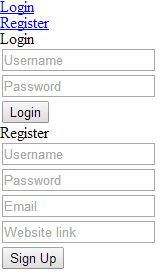 Login
Register
Login
Username
Password
Login
Register
Username
Password
Email
Website link
Sign Up